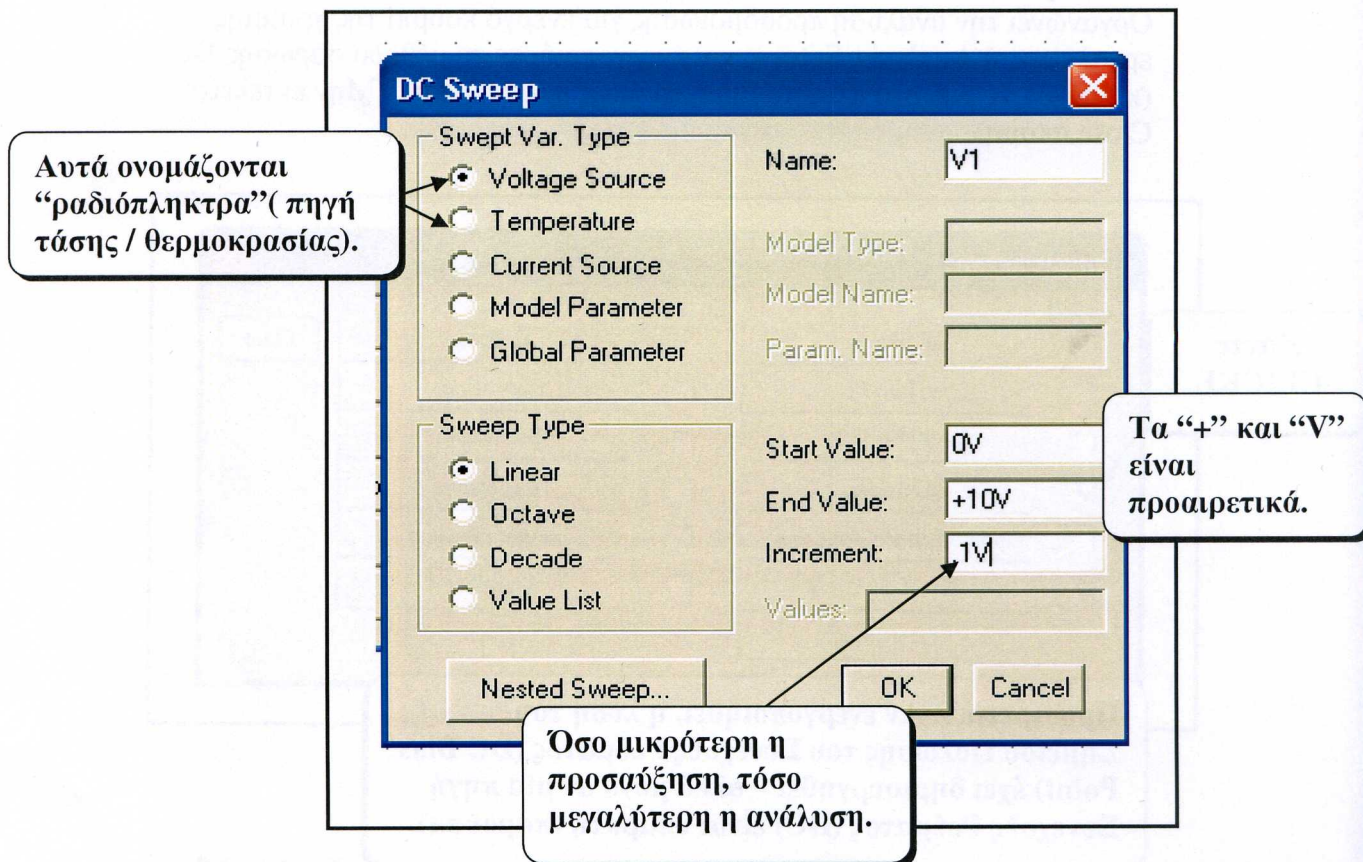 DC Sweep
Swept Var. Type
Voltage Source
Temperature
Current Source
Model Parameter
Global Parameter
Name: V1
Model Type:
Model Name:
Param. Name:
Αυτά ονομάζονται
“ραδιόπληκτρα”( πηγή
τάσης / θερμοκρασίας).
Sweep Type
Linear
Octave
Decade
Value List
Start Value: 0V
End Value: +10V
Increment: .1V
Values:
Τα “+” και “V”
είναι
προαιρετικά.
Nested Sweep...
OK
Cancel
Όσο μικρότερη η
προσαύξηση, τόσο
μεγαλύτερη η ανάλυση.